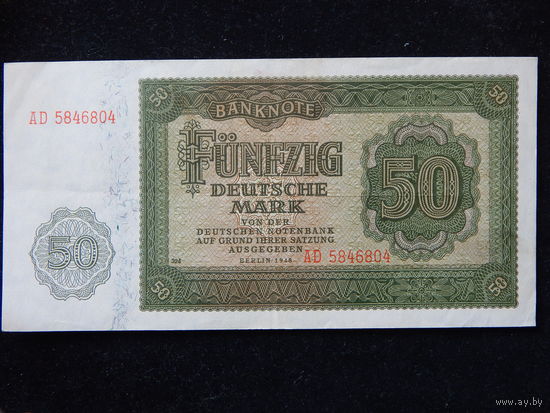 50 50
BANKNOTE
AD 5846804
FÜNFZIG
DEUTSCHE
MARK
50
VON DER
DEUTSCHEN NOTENBANK
AUF GRUND IHRER SATZUNG
AUSGEGEBEN
BERLIN 1948
AD 5846804
50
50 50
www.ay.by